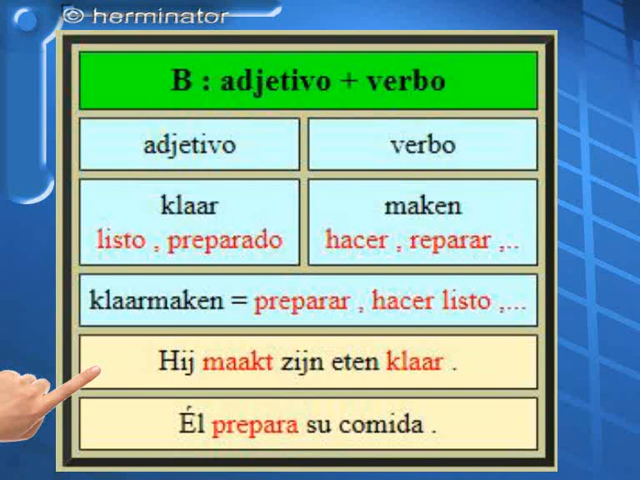 © herminator
B : adjetivo + verbo
adjetivo
verbo
klaar
listo , preparado
maken
hacer , reparar ,..
klaarmaken = preparar , hacer listo ,...
Hij maakt zijn eten klaar .
Él prepara su comida .